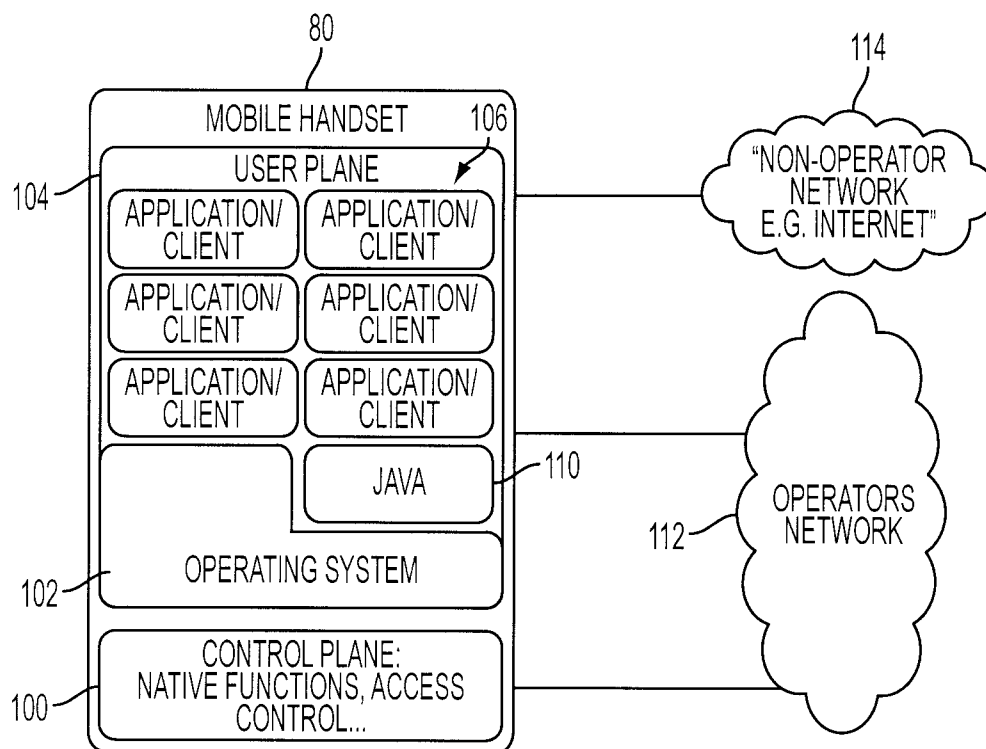 80
114
MOBILE HANDSET
106
"NON-OPERATOR
NETWORK
E.G. INTERNET"
USER PLANE
104
APPLICATION/
CLIENT
APPLICATION/
CLIENT
APPLICATION/
CLIENT
APPLICATION/
CLIENT
APPLICATION/
CLIENT
APPLICATION/
CLIENT
JAVA
110
OPERATORS
NETWORK
112
OPERATING SYSTEM
102
CONTROL PLANE:
NATIVE FUNCTIONS, ACCESS
CONTROL...
100